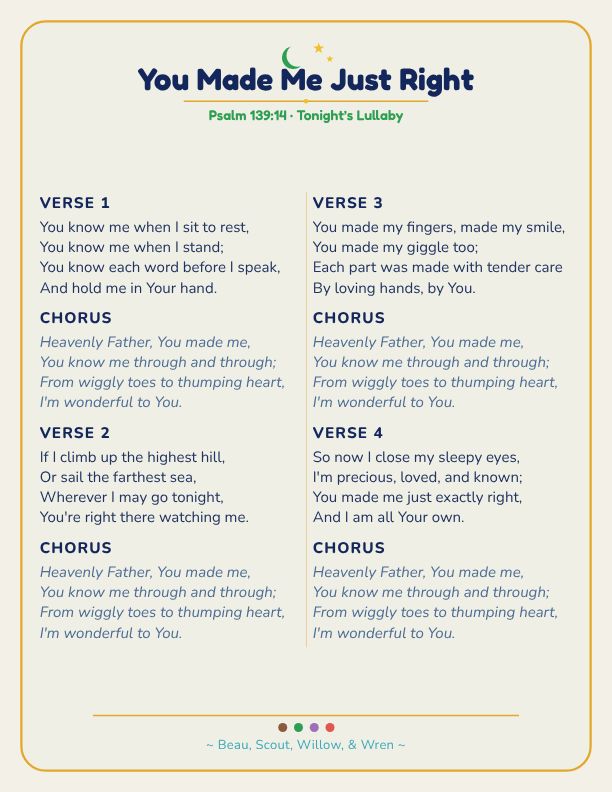 You Made Me Just Right
Psalm 139:14 · Tonight's Lullaby
VERSE 1
You know me when I sit to rest,
You know me when I stand;
You know each word before I speak,
And hold me in Your hand.
CHORUS
Heavenly Father, You made me,
You know me through and through;
From wiggly toes to thumping heart,
I'm wonderful to You.
VERSE 2
If I climb up the highest hill,
Or sail the farthest sea,
Wherever I may go tonight,
You're right there watching me.
CHORUS
Heavenly Father, You made me,
You know me through and through;
From wiggly toes to thumping heart,
I'm wonderful to You.
VERSE 3
You made my fingers, made my smile,
You made my giggle too;
Each part was made with tender care
By loving hands, by You.
CHORUS
Heavenly Father, You made me,
You know me through and through;
From wiggly toes to thumping heart,
I'm wonderful to You.
VERSE 4
So now I close my sleepy eyes,
I'm precious, loved, and known;
You made me just exactly right,
And I am all Your own.
CHORUS
Heavenly Father, You made me,
You know me through and through;
From wiggly toes to thumping heart,
I'm wonderful to You.
~ Beau, Scout, Willow, & Wren ~